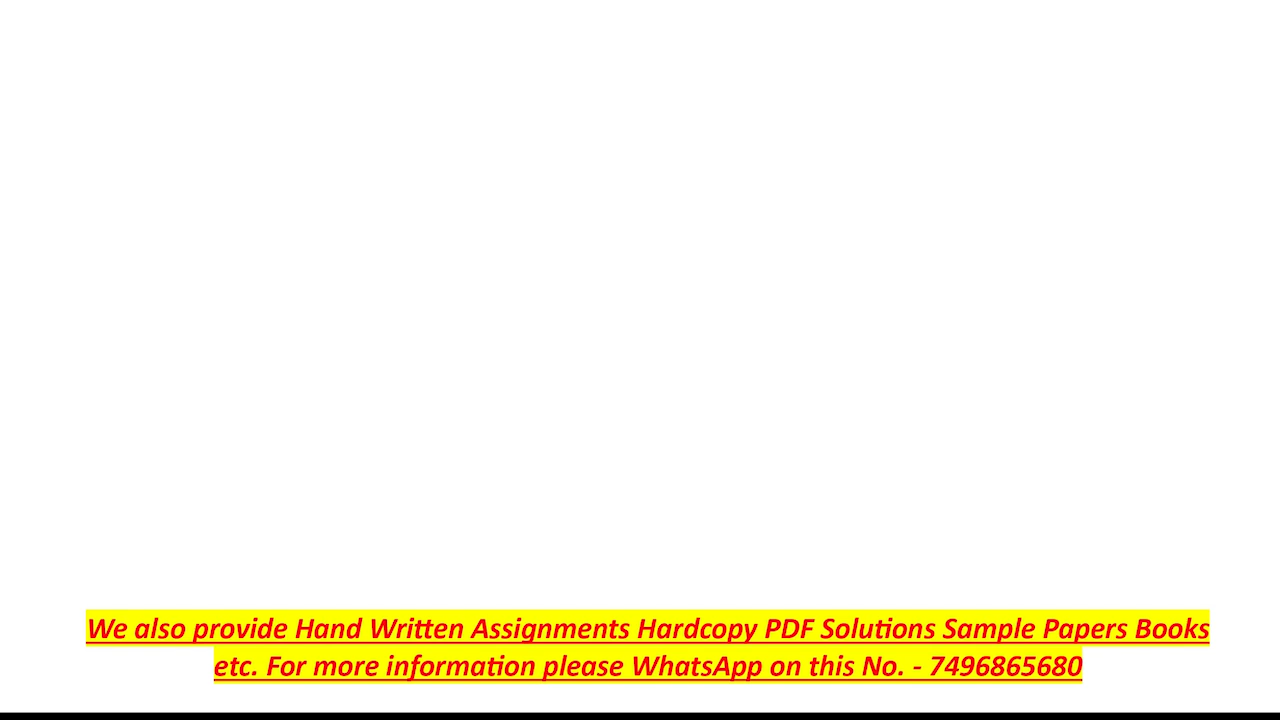 We also provide Hand Written Assignments Hardcopy PDF Solutions Sample Papers Books
etc. For more information please WhatsApp on this No. - 7496865680